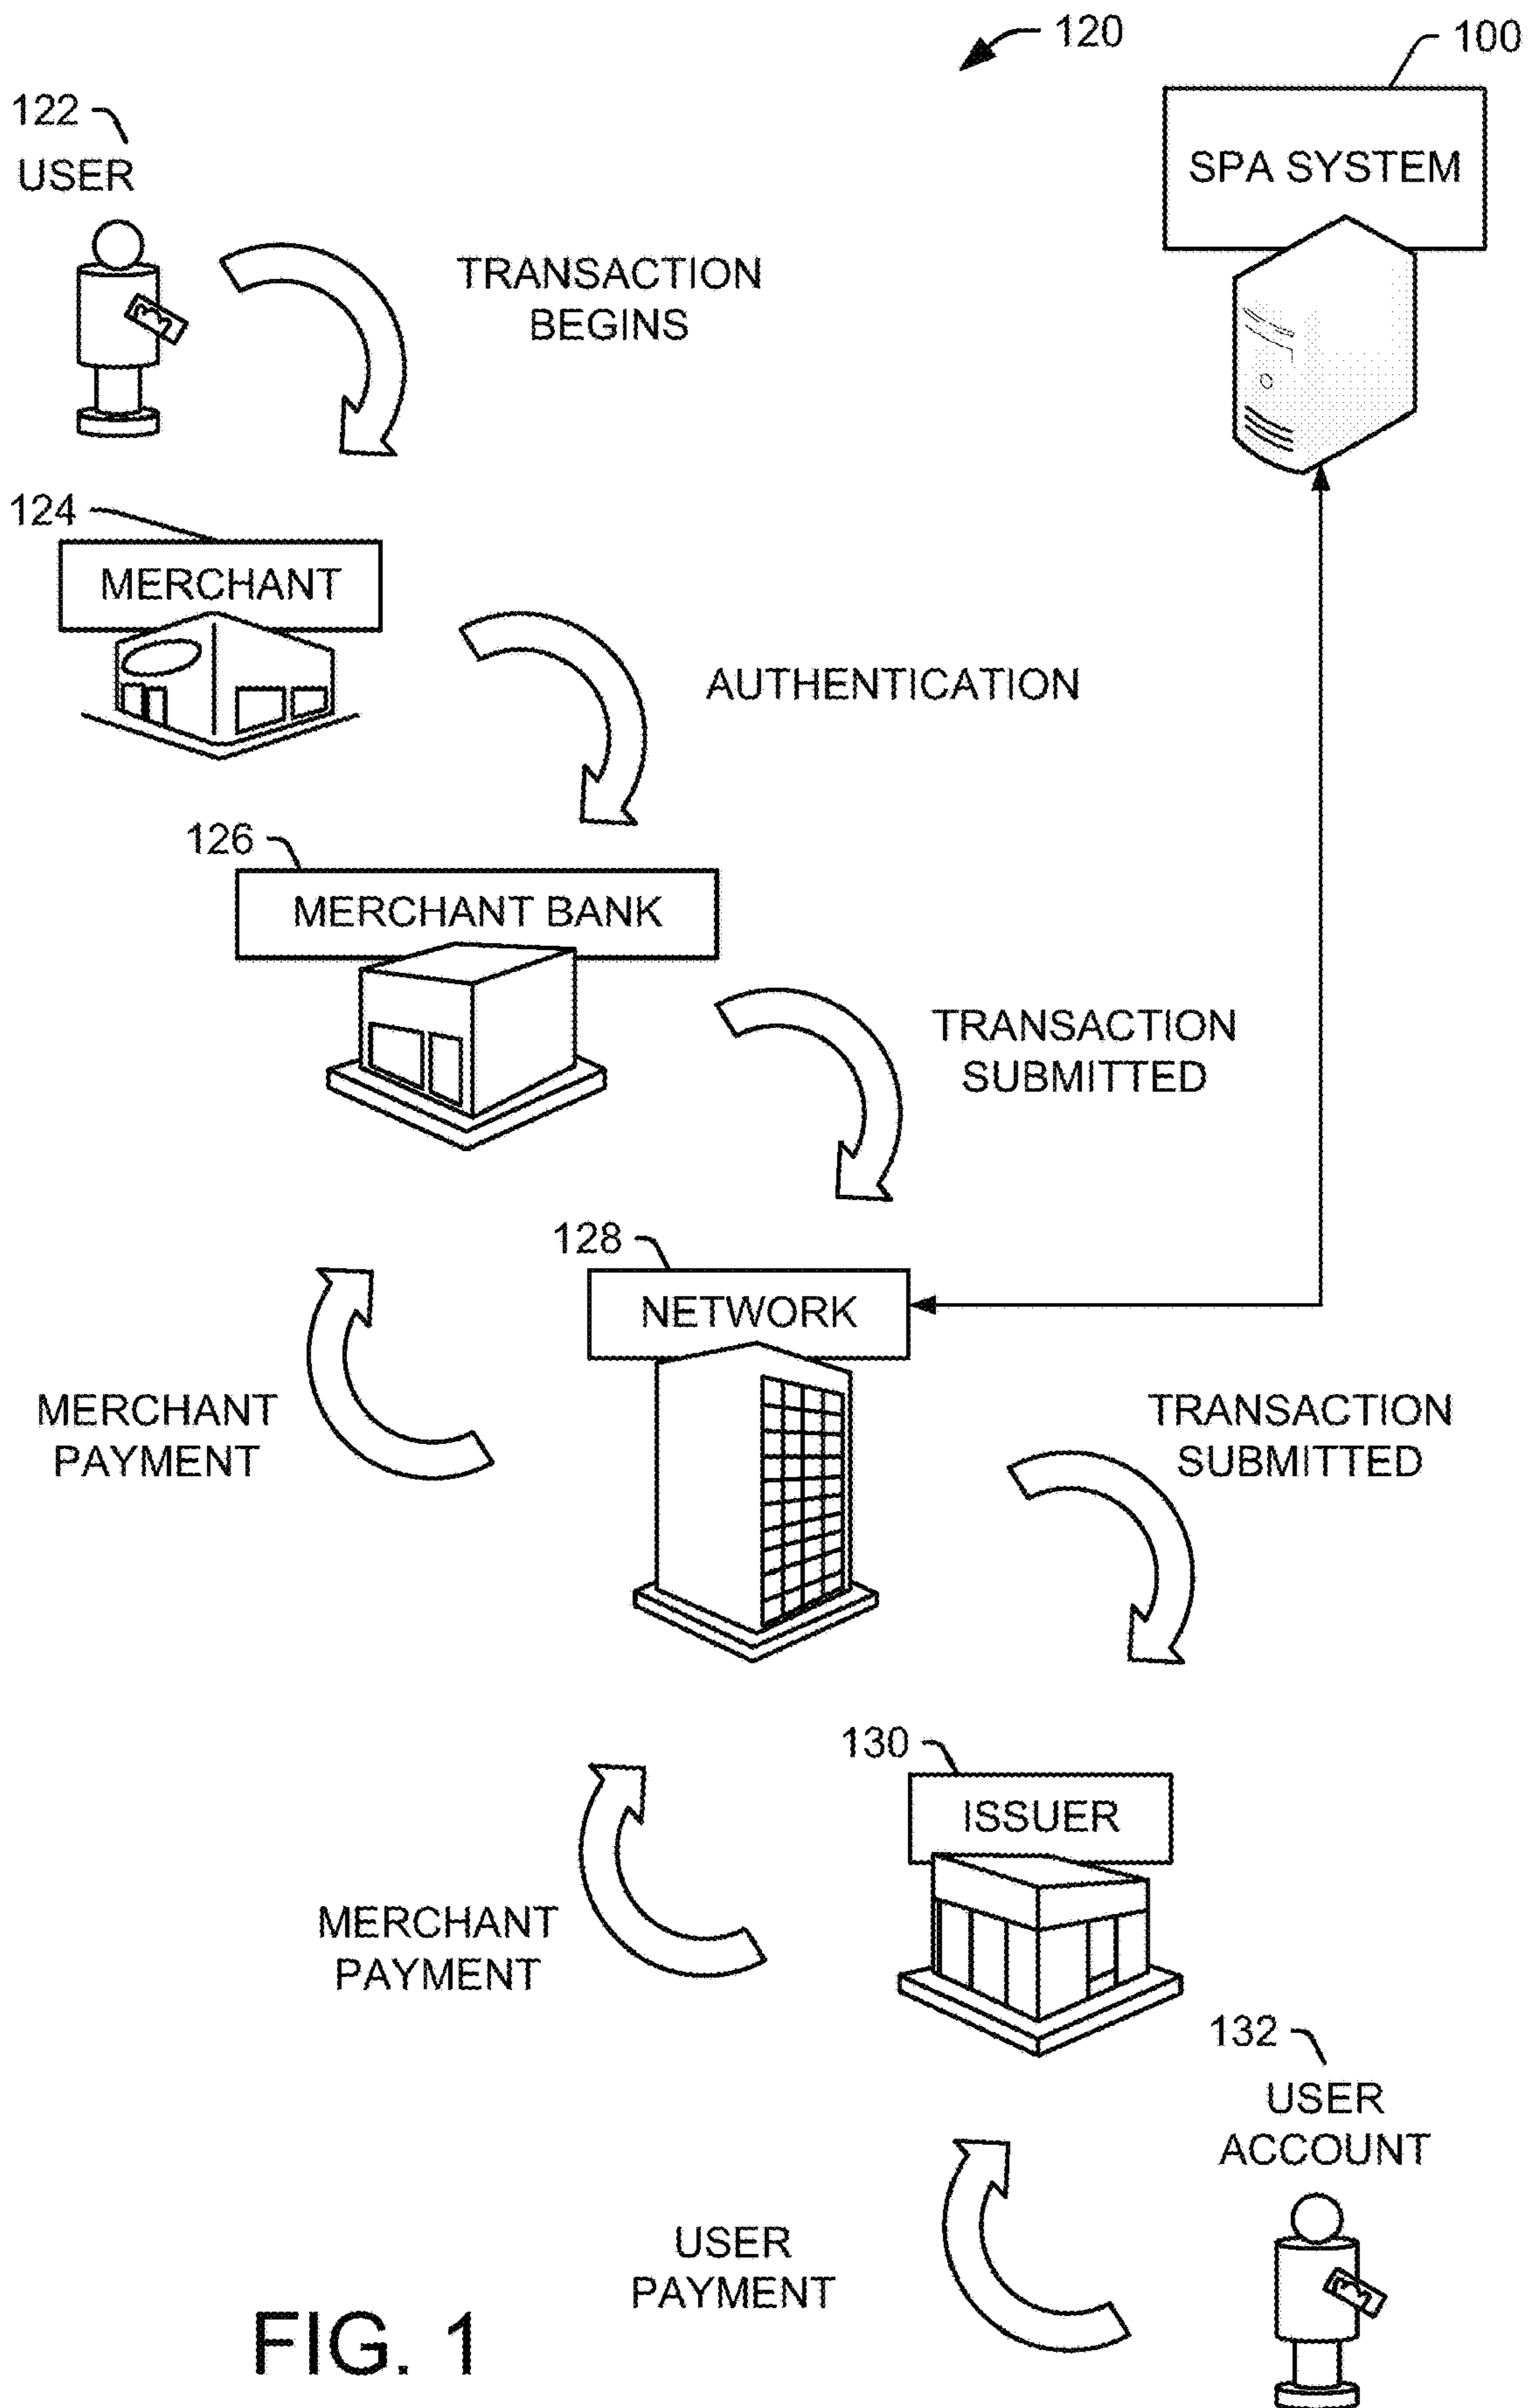 120
100
122
USER
SPA SYSTEM
TRANSACTION
BEGINS
124
MERCHANT
AUTHENTICATION
126
MERCHANT BANK
TRANSACTION
SUBMITTED
128
NETWORK
MERCHANT
PAYMENT
TRANSACTION
SUBMITTED
130
ISSUER
MERCHANT
PAYMENT
132
USER
ACCOUNT
USER
PAYMENT
FIG. 1